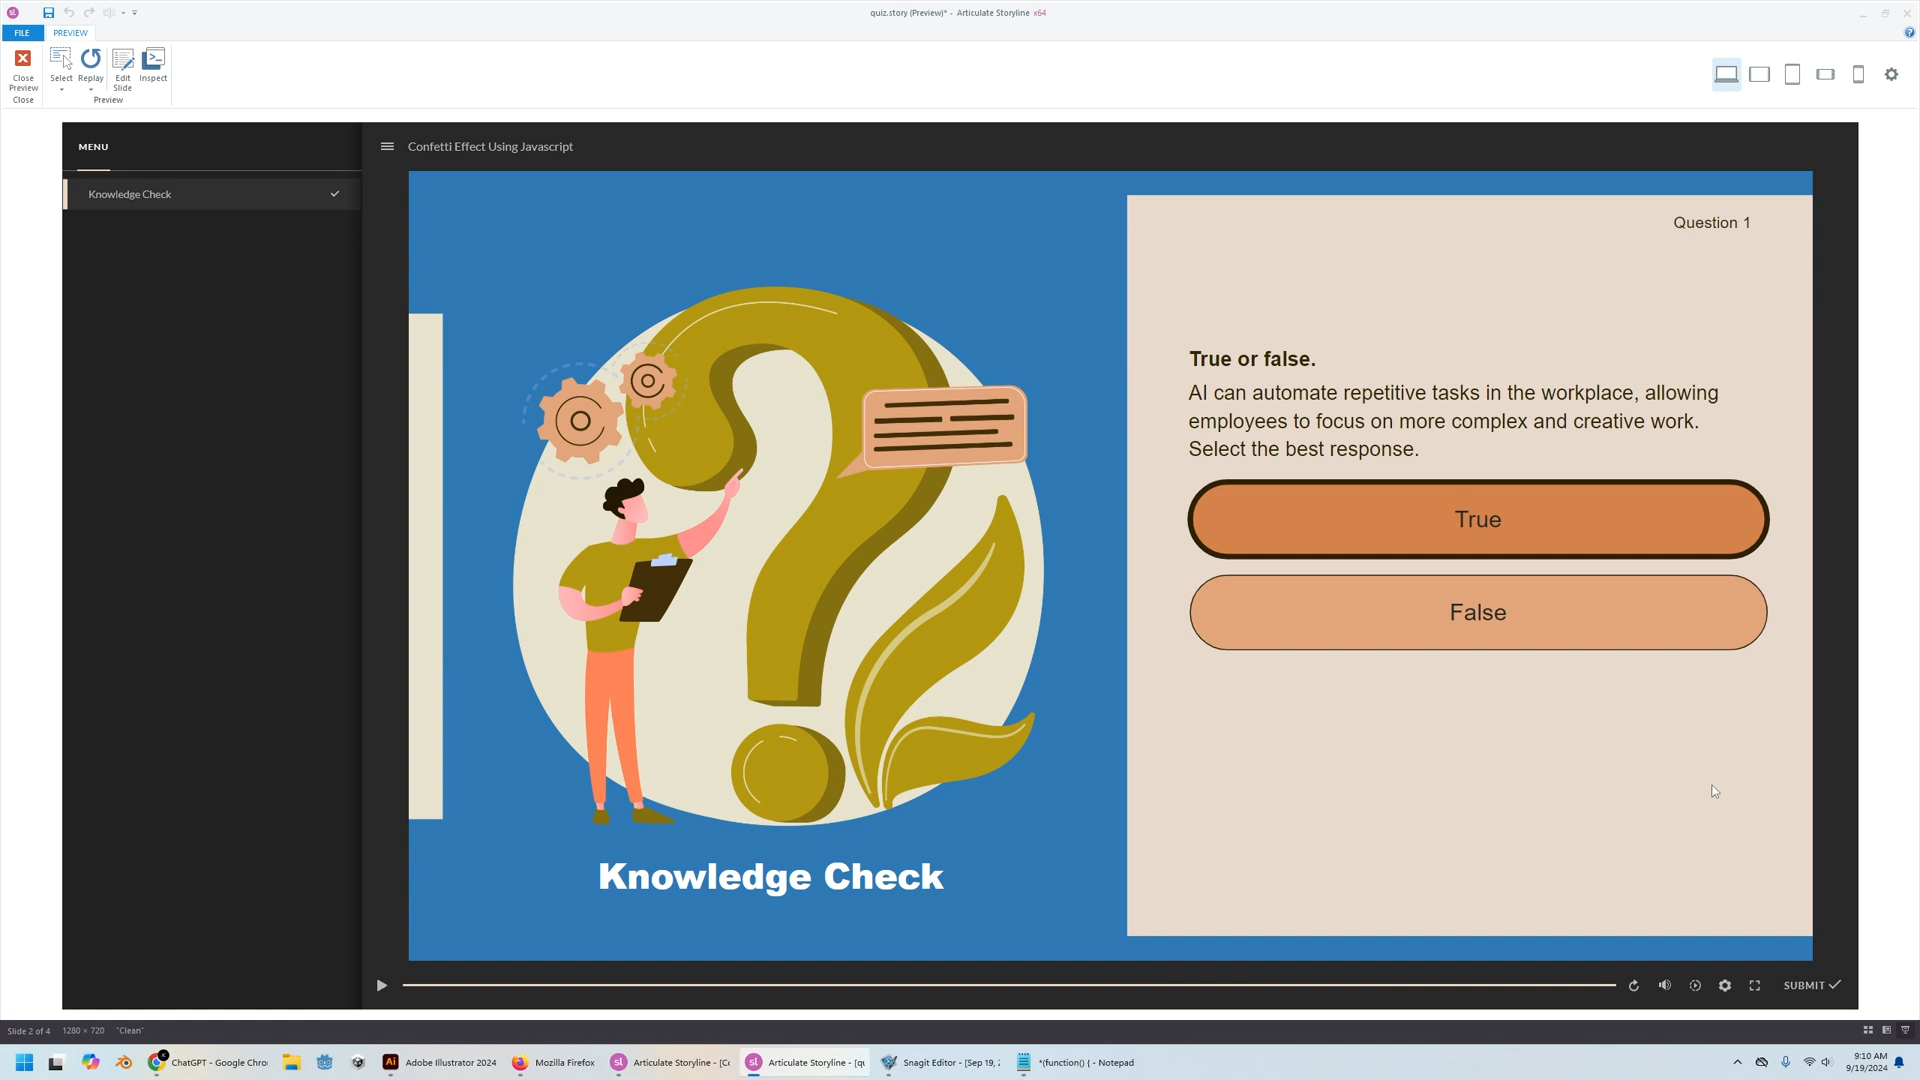 quiz.story (Preview)* - Articulate Storyline x64
FILE
PREVIEW
Close
Preview
Select
Replay
Edit
Slide
Inspect
Close
Preview
MENU
Knowledge Check
Confetti Effect Using Javascript
Question 1
True or false.
AI can automate repetitive tasks in the workplace, allowing
employees to focus on more complex and creative work.
Select the best response.
True
False
Knowledge Check
SUBMIT
Slide 2 of 4
1280 × 720
"Clean"
ChatGPT - Google Chro
Adobe Illustrator 2024
Mozilla Firefox
Articulate Storyline - [Co
Articulate Storyline - [qu
Snagit Editor - [Sep 19, 2
*(function() { - Notepad
9:10 AM
9/19/2024